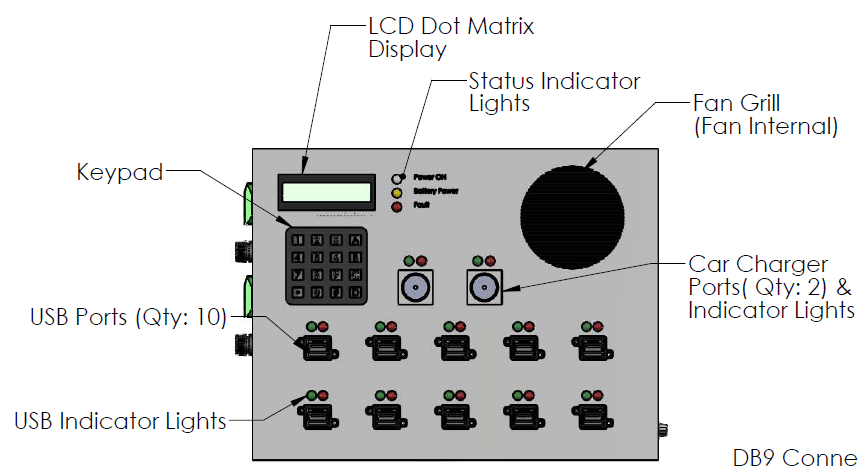 LCD Dot Matrix
Display
Status Indicator
Lights
Fan Grill
(Fan Internal)
Keypad
Power ON
Battery Power
Fault
Car Charger
Ports( Qty: 2) &
Indicator Lights
USB Ports (Qty: 10)
USB Indicator Lights
DB9 Conne